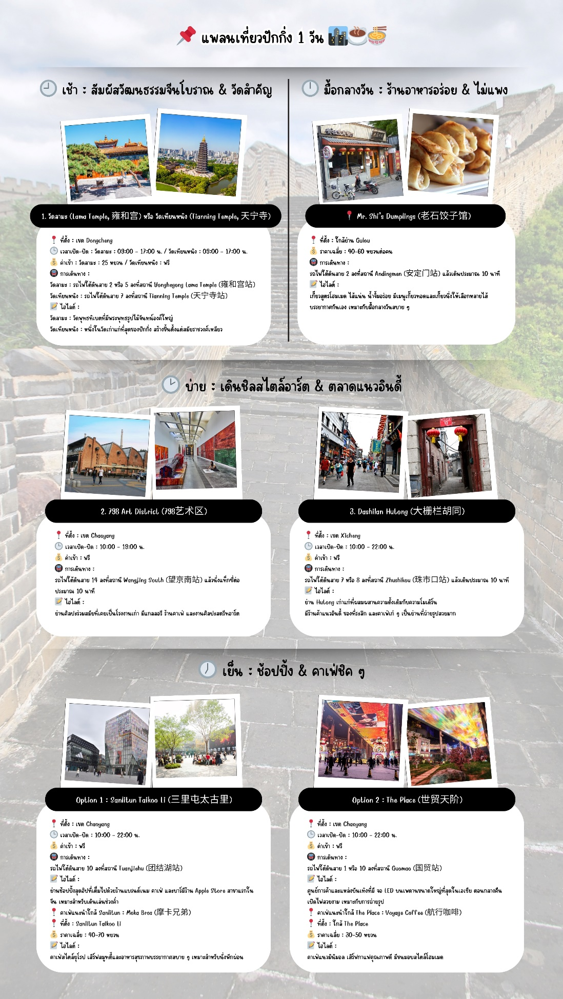 แพลนเที่ยวปักกิ่ง 1 วัน
เช้า : สัมผัสวัฒนธรรมจีนโบราณ & วัดสำคัญ
1. วัดลามะ (Lama Temple, 雍和宫) หรือ วัดเทียนหนิง (Tianning Temple, 天宁寺)
ที่ตั้ง : เขต Dongcheng
เวลาเปิด-ปิด : วัดลามะ : 09:00 - 17:00 น. / วัดเทียนหนิง : 09:00 - 17:00 น.
ค่าเข้า : วัดลามะ : 25 หยวน / วัดเทียนหนิง : ฟรี
การเดินทาง :
วัดลามะ : รถไฟใต้ดินสาย 2 หรือ 5 ลงที่สถานี Yonghegong Lama Temple (雍和宫站)
วัดเทียนหนิง : รถไฟใต้ดินสาย 7 ลงที่สถานี Tianning Temple (天宁寺站)
ไฮไลต์ :
วัดลามะ : วัดพุทธทิเบตที่มีพระพุทธรูปไม้จันทน์องค์ใหญ่
วัดเทียนหนิง : หนึ่งในวัดเก่าแก่ที่สุดของปักกิ่ง สร้างขึ้นตั้งแต่สมัยราชวงศ์เหลียว
มื้อกลางวัน : ร้านอาหารอร่อย & ไม่แพง
Mr. Shi's Dumplings (老石饺子馆)
ที่ตั้ง : ใกล้ย่าน Gulou
ราคาเฉลี่ย : 40-60 หยวนต่อคน
การเดินทาง :
รถไฟใต้ดินสาย 2 ลงที่สถานี Andingmen (安定门站) แล้วเดินประมาณ 10 นาที
ไฮไลต์ :
เกี๊ยวสูตรโฮมเมด ไส้แน่น น้ำจิ้มอร่อย มีเมนูเกี๊ยวทอดและเกี๊ยวนึ่งให้เลือกหลายไส้
บรรยากาศกันเอง เหมาะกับมื้อกลางวันสบาย ๆ
บ่าย : เดินชิลสไตล์อาร์ต & ตลาดแนวอินดี้
2. 798 Art District (798艺术区)
ที่ตั้ง : เขต Chaoyang
เวลาเปิด-ปิด : 10:00 - 19:00 น.
ค่าเข้า : ฟรี
การเดินทาง :
รถไฟใต้ดินสาย 14 ลงที่สถานี Wangjing South (望京南站) แล้วนั่งแท็กซี่ต่อ
ประมาณ 10 นาที
ไฮไลต์ :
ย่านศิลปะร่วมสมัยที่เคยเป็นโรงงานเก่า มีแกลลอรี ร้านคาเฟ่ และงานศิลปะสตรีทอาร์ต
3. Dashilan Hutong (大栅栏胡同)
ที่ตั้ง : เขต Xicheng
เวลาเปิด-ปิด : 10:00 - 22:00 น.
ค่าเข้า : ฟรี
การเดินทาง :
รถไฟใต้ดินสาย 7 หรือ 8 ลงที่สถานี Zhushikou (珠市口站) แล้วเดินประมาณ 10 นาที
ไฮไลต์ :
ย่าน Hutong เก่าแก่ที่ผสมผสานความดั้งเดิมกับความโมเดิร์น
มีร้านค้าแนวอินดี้ ของที่ระลึก และคาเฟ่เก๋ ๆ เป็นย่านที่ถ่ายรูปสวยมาก
เย็น : ช้อปปิ้ง & คาเฟ่ชิค ๆ
Option 1 : Sanlitun Taikoo Li (三里屯太古里)
ที่ตั้ง : เขต Chaoyang
เวลาเปิด-ปิด : 10:00 - 22:00 น.
ค่าเข้า : ฟรี
การเดินทาง :
รถไฟใต้ดินสาย 10 ลงที่สถานี Tuanjiehu (团结湖站)
ไฮไลต์ :
ย่านช้อปปิ้งสุดฮิปที่เต็มไปด้วยร้านแบรนด์เนม คาเฟ่ และบาร์มีร้าน Apple Store สาขาแรกใน
จีน เหมาะสำหรับเดินเล่นช่วงค่ำ
คาเฟ่แนะนำใกล้ Sanlitun : Moka Bros (摩卡兄弟)
ที่ตั้ง : Sanlitun Taikoo Li
ราคาเฉลี่ย : 40-70 หยวน
ไฮไลต์ :
คาเฟ่สไตล์ยุโรป เสิร์ฟสมูทตี้และอาหารสุขภาพบรรยากาศสบาย ๆ เหมาะสำหรับนั่งพักผ่อน
Option 2 : The Place (世贸天阶)
ที่ตั้ง : เขต Chaoyang
เวลาเปิด-ปิด : 10:00 - 22:00 น.
ค่าเข้า : ฟรี
การเดินทาง :
รถไฟใต้ดินสาย 1 หรือ 10 ลงที่สถานี Guomao (国贸站)
ไฮไลต์ :
ศูนย์การค้าและแหล่งบันเทิงที่มี จอ LED บนเพดานขนาดใหญ่ที่สุดในเอเชีย ตอนกลางคืน
เปิดไฟสวยงาม เหมาะกับการถ่ายรูป
คาเฟ่แนะนำใกล้ The Place : Voyage Coffee (航行咖啡)
ที่ตั้ง : ใกล้ The Place
ราคาเฉลี่ย : 30-50 หยวน
ไฮไลต์ :
คาเฟ่แนวมินิมอล เสิร์ฟกาแฟคุณภาพดี มีขนมอบสไตล์โฮมเมด